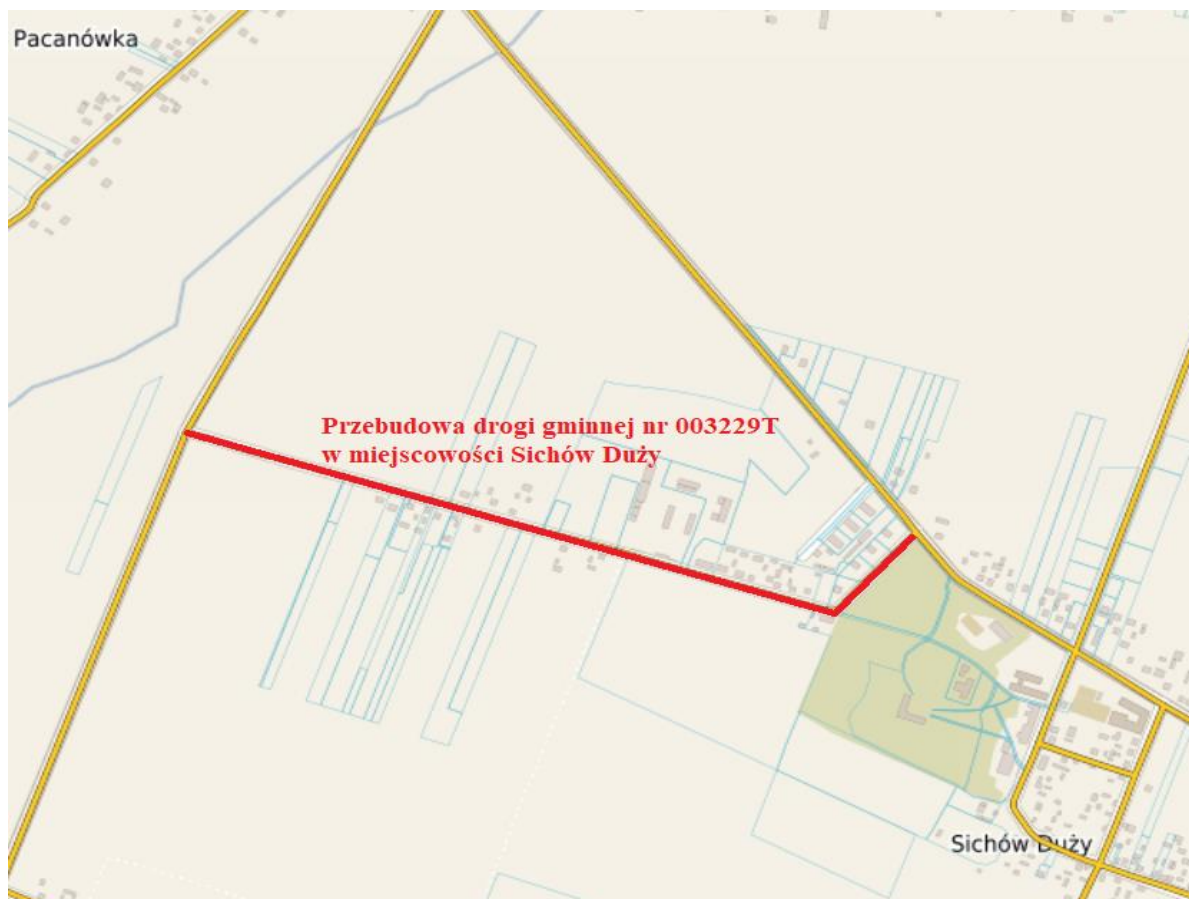 Pacanówka
Przebudowa drogi gminnej nr 003229T
w miejscowości Sichów Duży
Sichów Duży